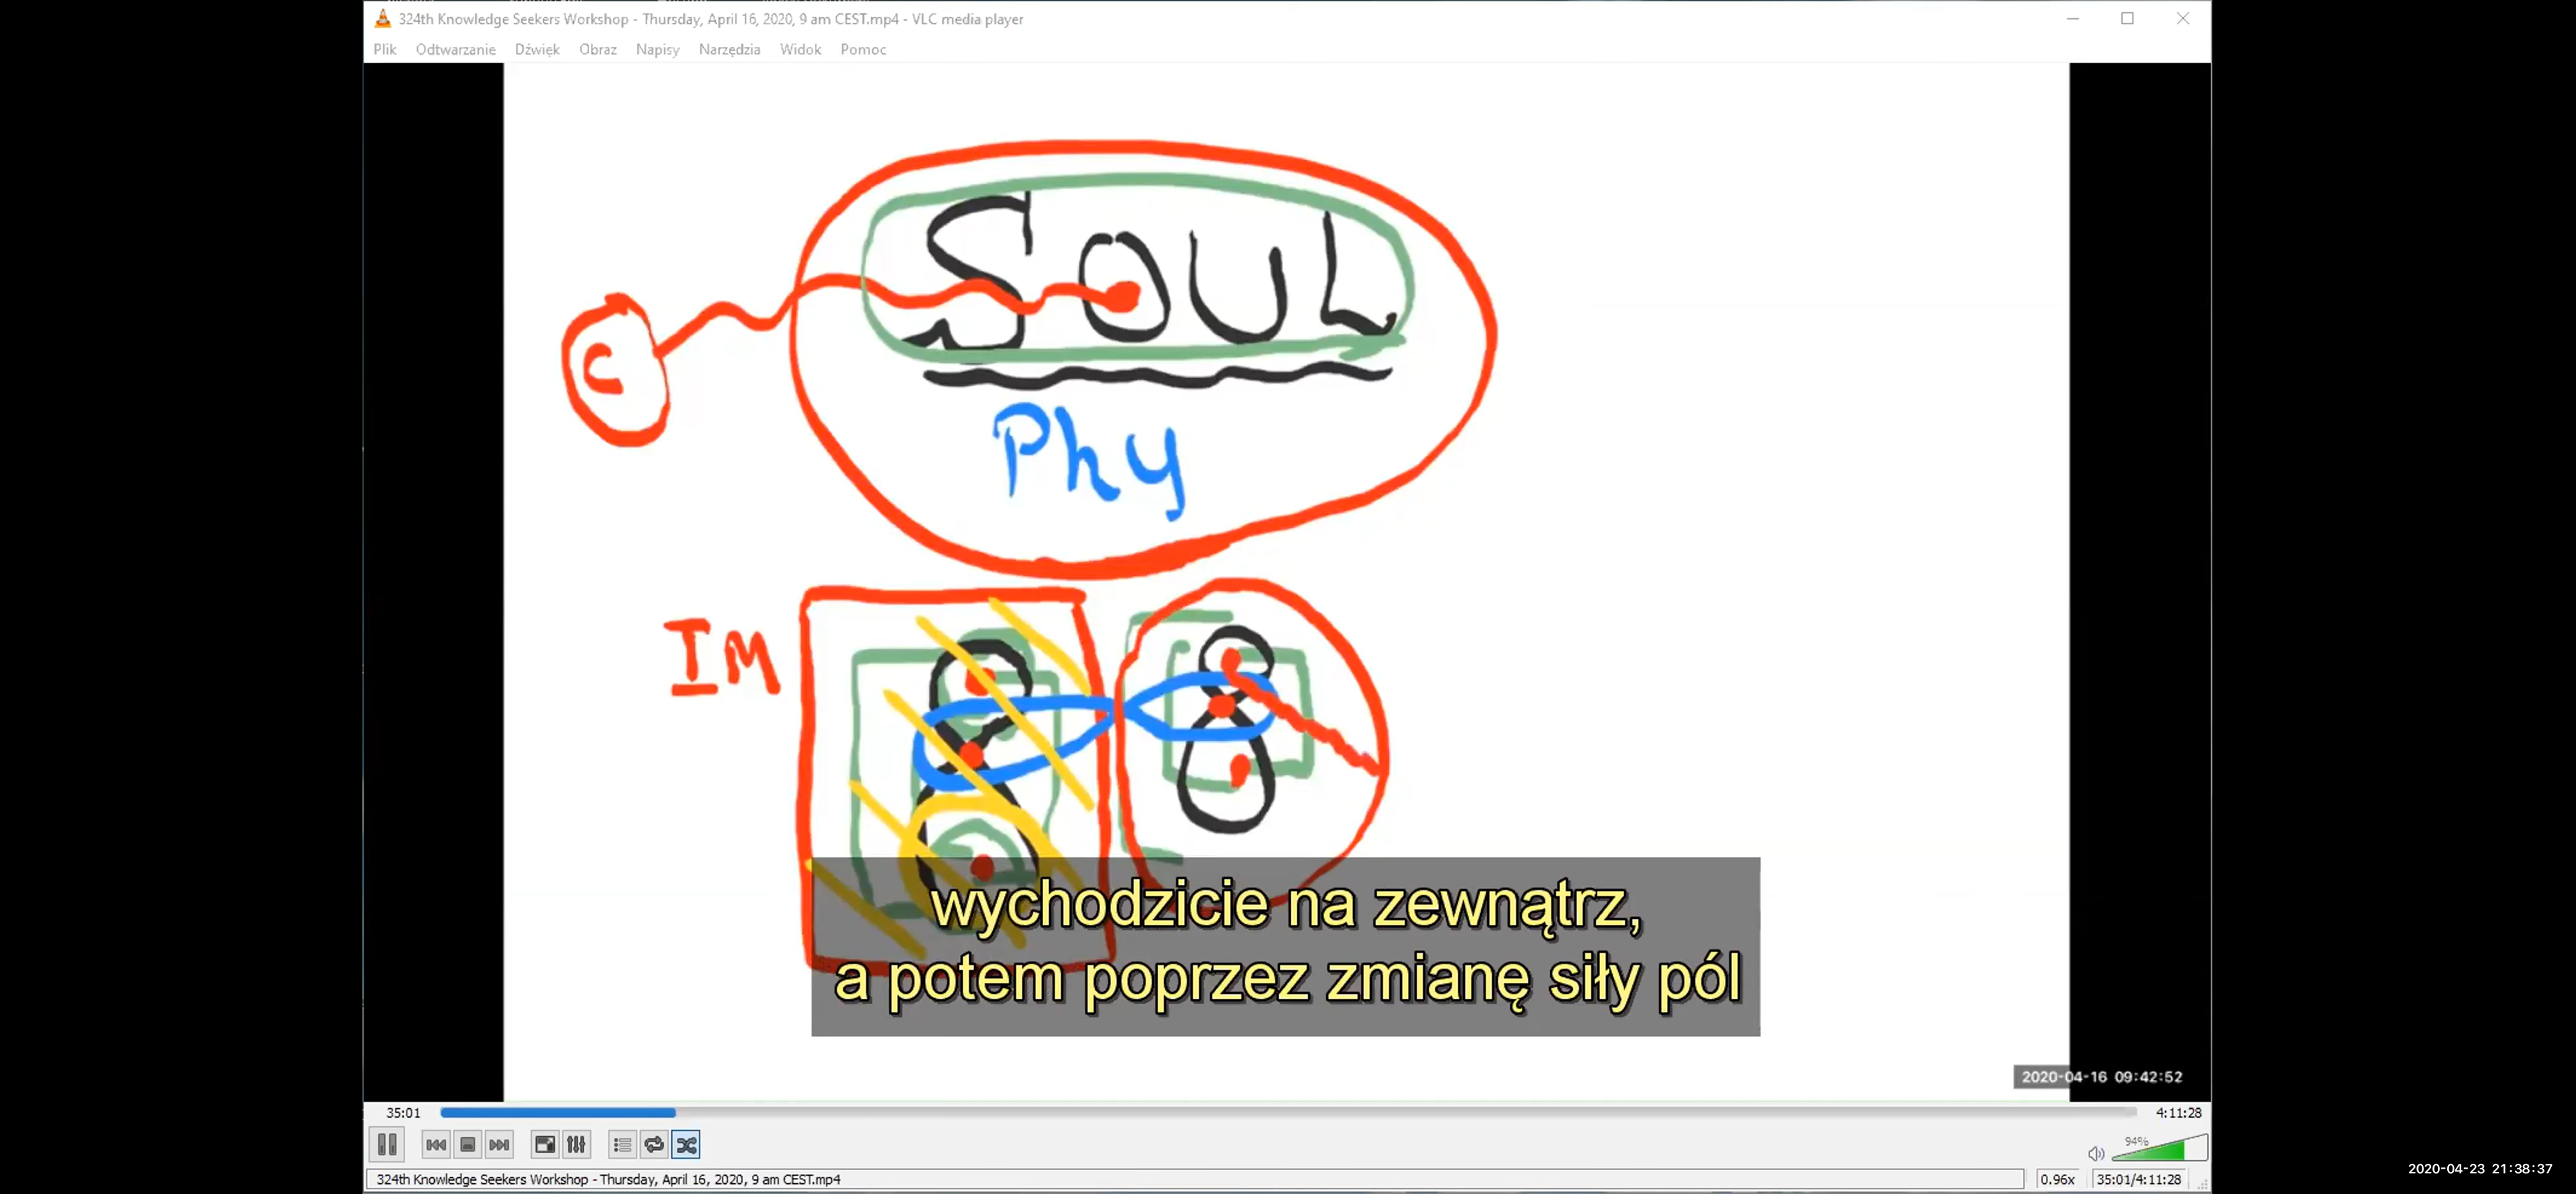 324th Knowledge Seekers Workshop - Thursday, April 16, 2020, 9 am CEST.mp4 - VLC media player
Plik Odtwarzanie Dźwięk Obraz Napisy Narzędzia Widok Pomoc
SOUL
C
Phy
IM
wychodzicie na zewnątrz,
a potem poprzez zmianę siły pól
2020-04-16 09:42:52
35:01 4:11:28
94%
324th Knowledge Seekers Workshop - Thursday, April 16, 2020, 9 am CEST.mp4 0.96x 35:01/4:11:28
2020-04-23 21:38:37